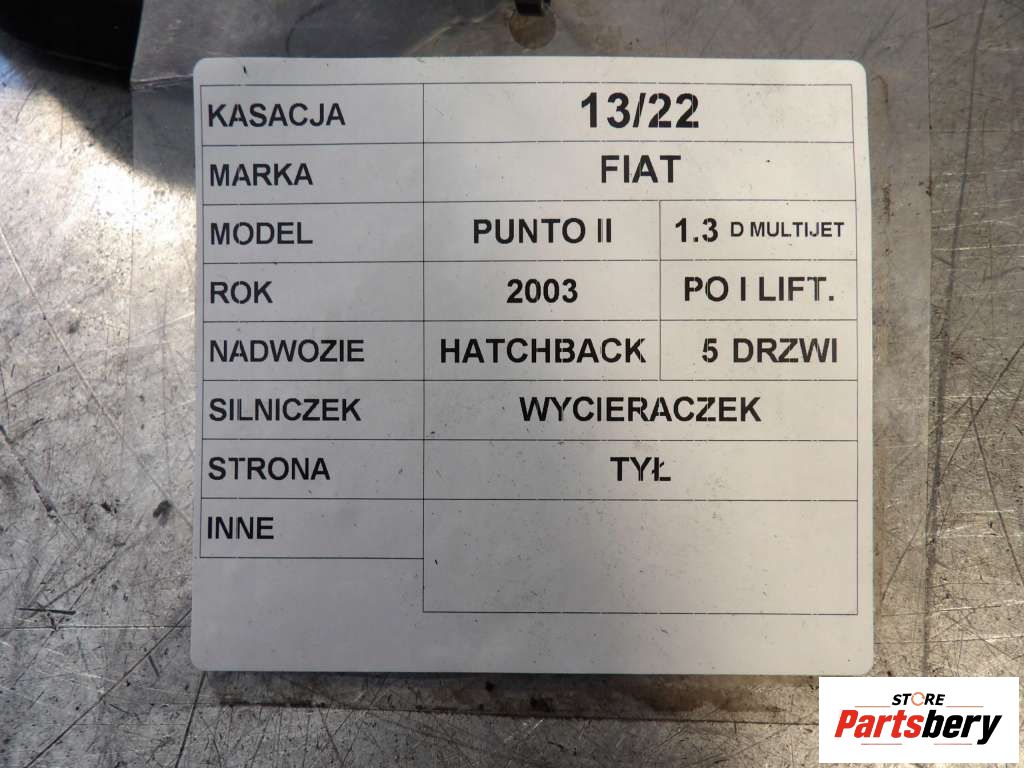 KASACJA 13/22
MARKA FIAT
MODEL PUNTO II 1.3 D MULTIJET
ROK 2003 PO I LIFT.
NADWOZIE HATCHBACK 5 DRZWI
SILNICZEK WYCIERACZEK
STRONA TYŁ
INNE
STORE
Partsbery